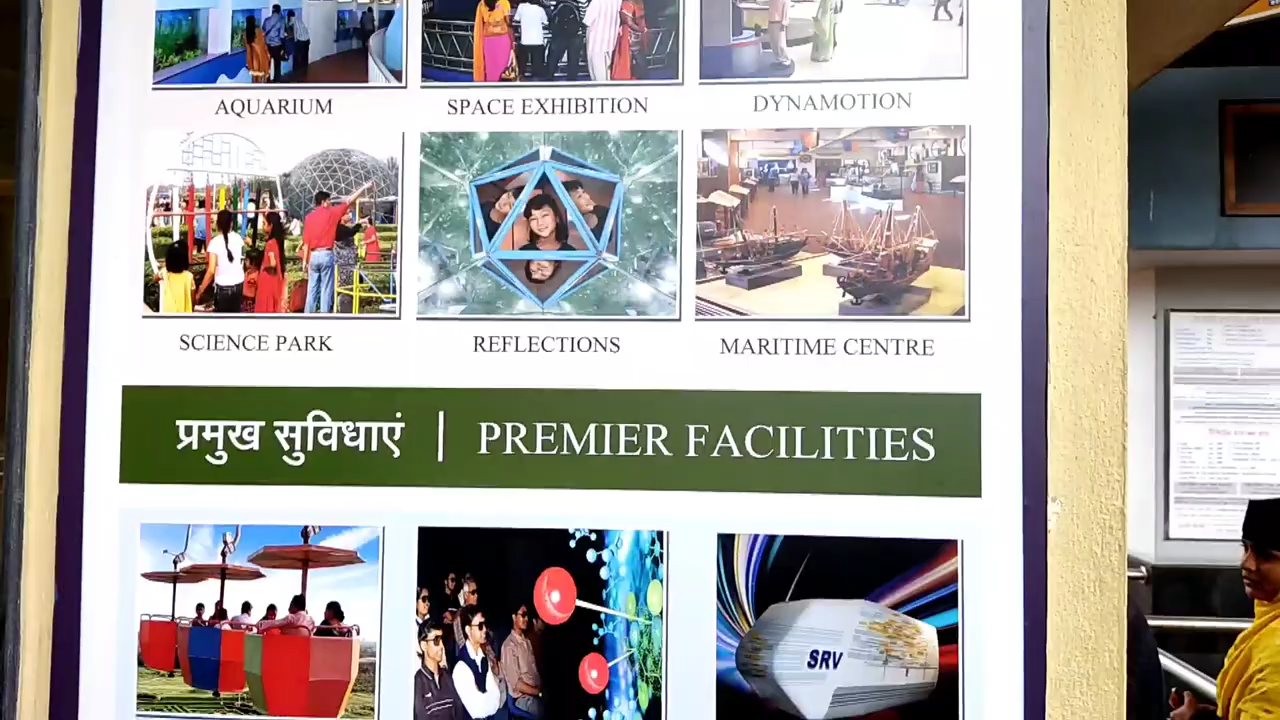 AQUARIUM
SPACE EXHIBITION
DYNAMOTION
SCIENCE PARK
REFLECTIONS
MARITIME CENTRE
प्रमुख सुविधाएं | PREMIER FACILITIES
SRV